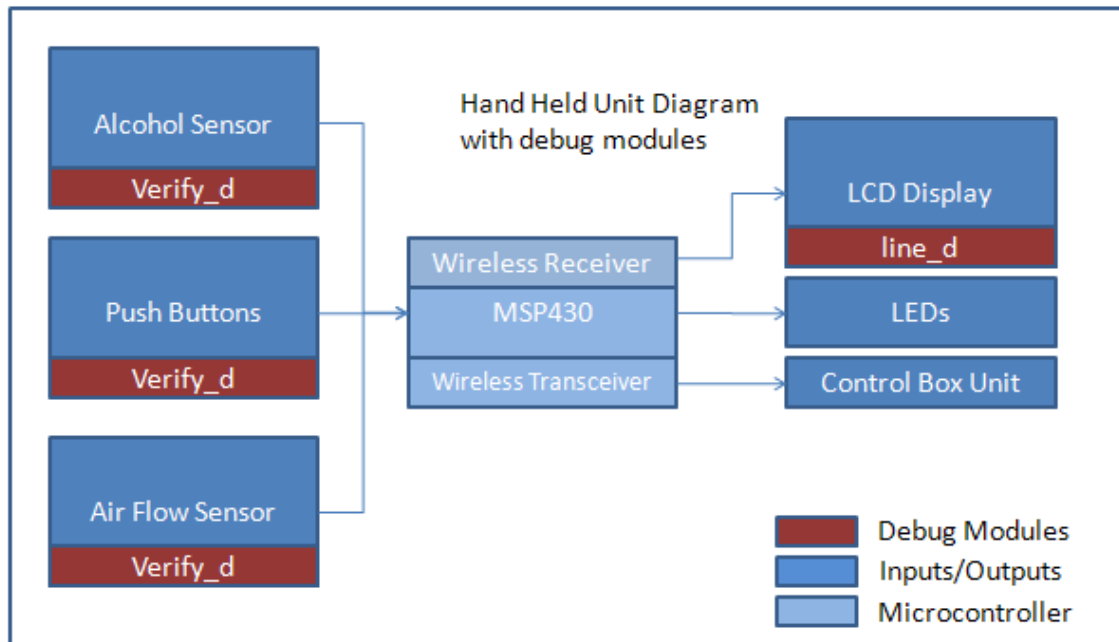 Alcohol Sensor
Verify_d
Push Buttons
Verify_d
Air Flow Sensor
Verify_d
Hand Held Unit Diagram
with debug modules
Wireless Receiver
MSP430
Wireless Transceiver
LCD Display
line_d
LEDs
Control Box Unit
Debug Modules
Inputs/Outputs
Microcontroller